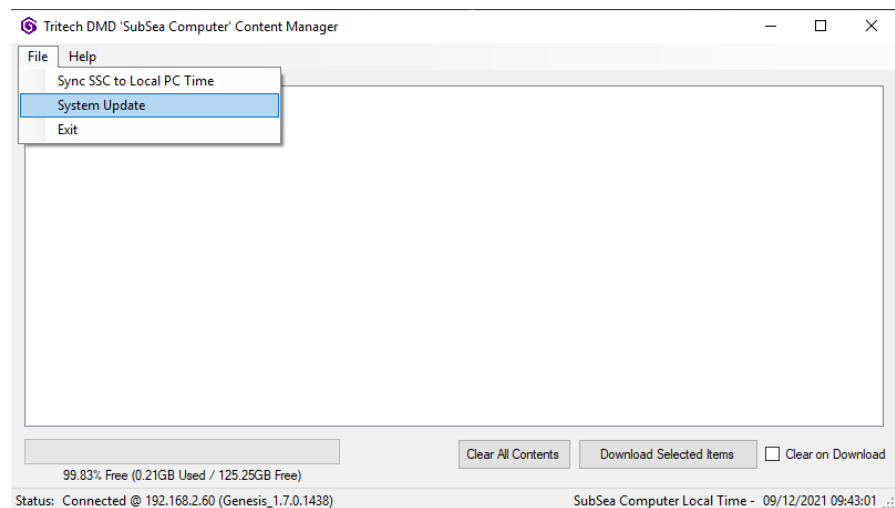 Tritech DMD 'SubSea Computer' Content Manager
File Help
Sync SSC to Local PC Time
System Update
Exit
Clear All Contents Download Selected Items Clear on Download
99.83% Free (0.21GB Used / 125.25GB Free)
Status: Connected @ 192.168.2.60 (Genesis_1.7.0.1438) SubSea Computer Local Time - 09/12/2021 09:43:01